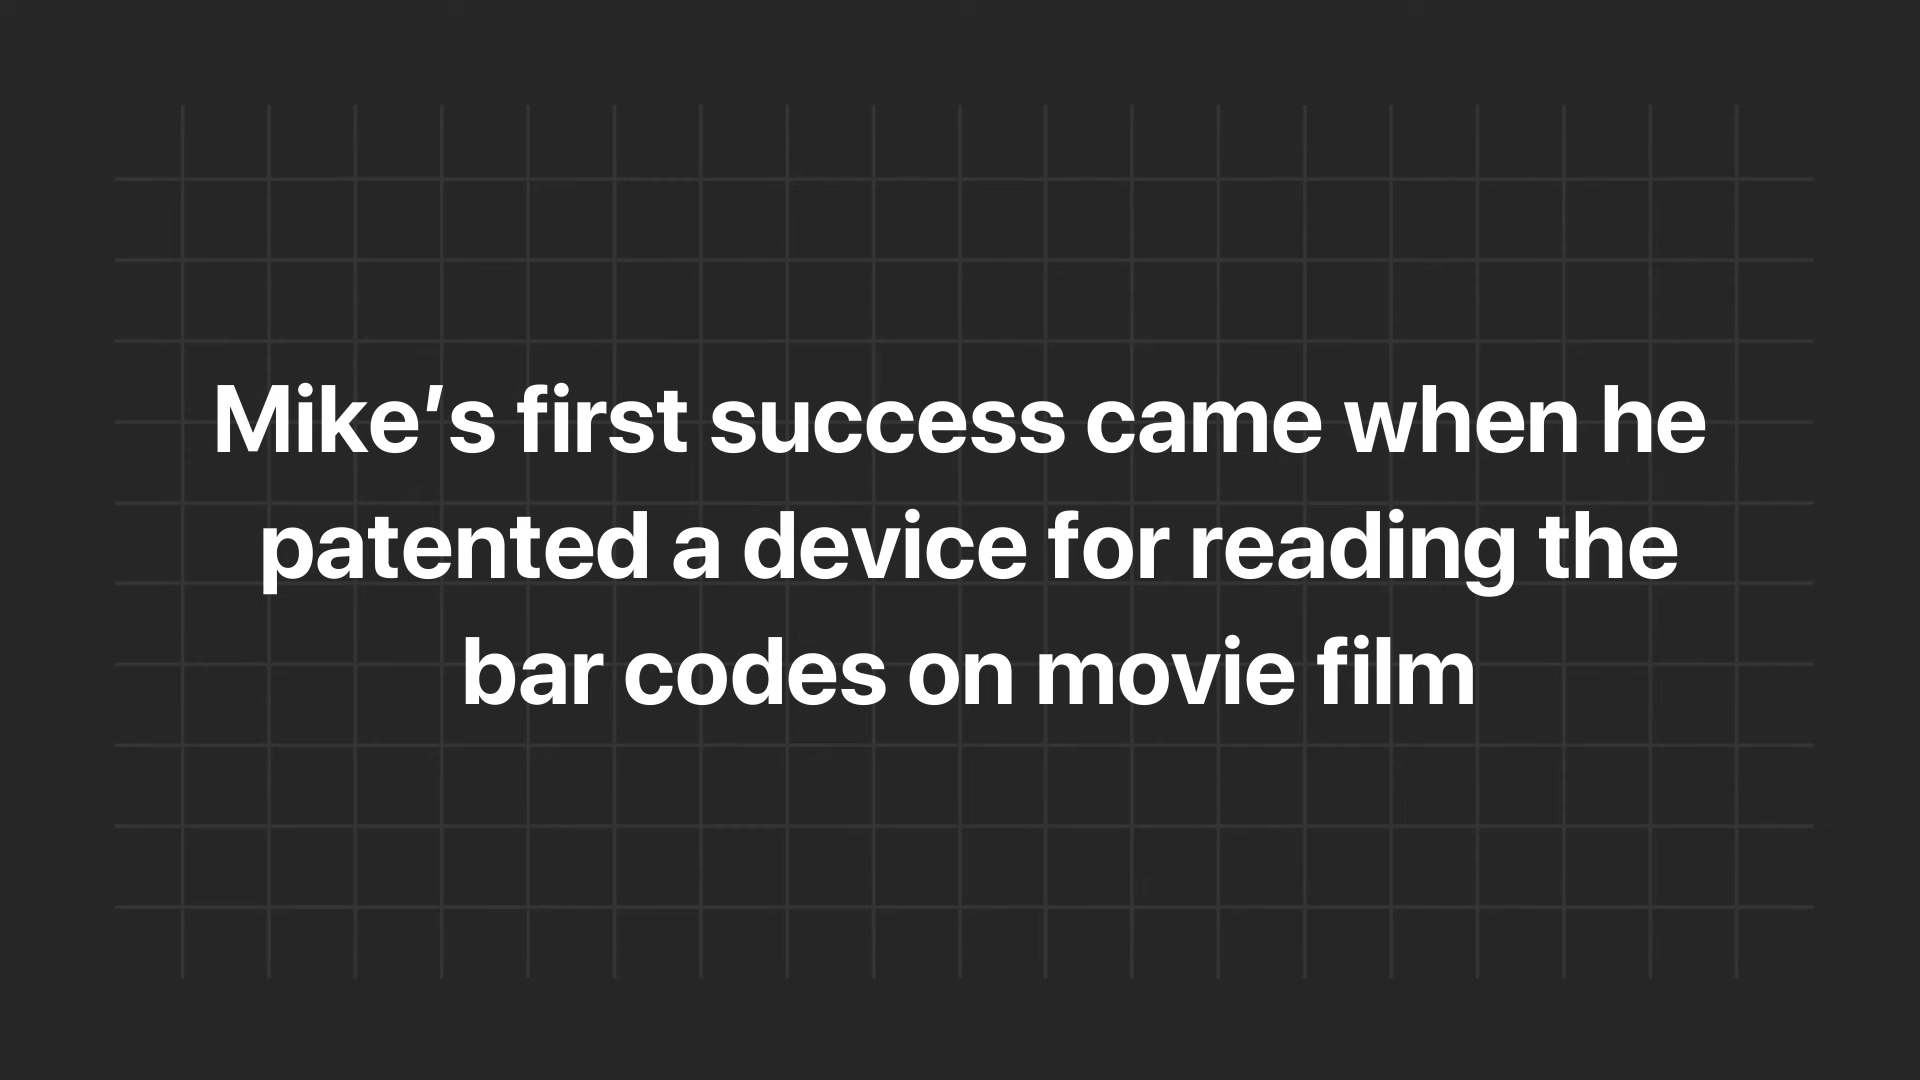 Mike's first success came when he
patented a device for reading the
bar codes on movie film